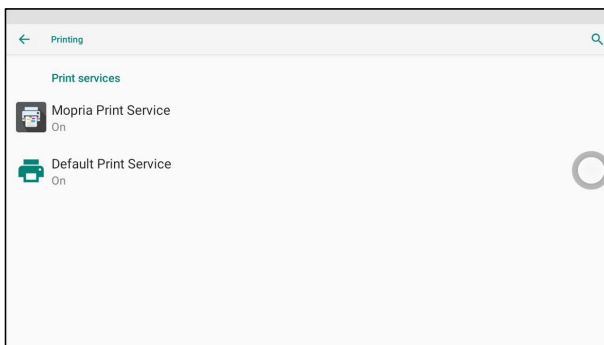 Printing
Print services
Mopria Print Service
On
Default Print Service
On